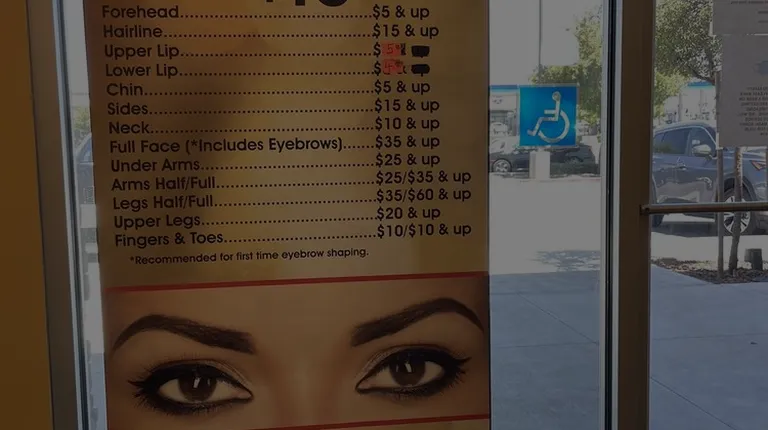 Forehead....................................$5 & up
Hairline.......................................$15 & up
Upper Lip....................................$5
Lower Lip....................................$
Chin.............................................$5 & up
Sides............................................$15 & up
Neck............................................$10 & up
Full Face (*Includes Eyebrows)......$35 & up
Under Arms................................$25 & up
Arms Half/Full.............................$25/$35 & up
Legs Half/Full..............................$35/$60 & up
Upper Legs.................................$20 & up
Fingers & Toes.............................$10/$10 & up
*Recommended for first time eyebrow shaping.